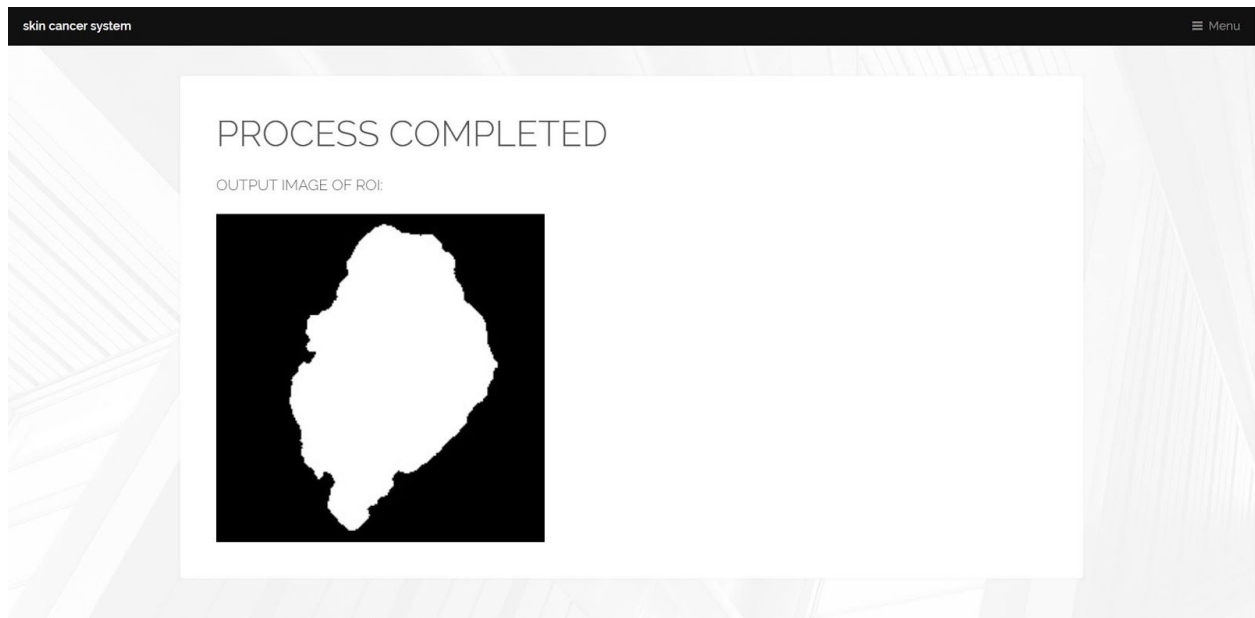 skin cancer system
Menu
PROCESS COMPLETED
OUTPUT IMAGE OF ROI: